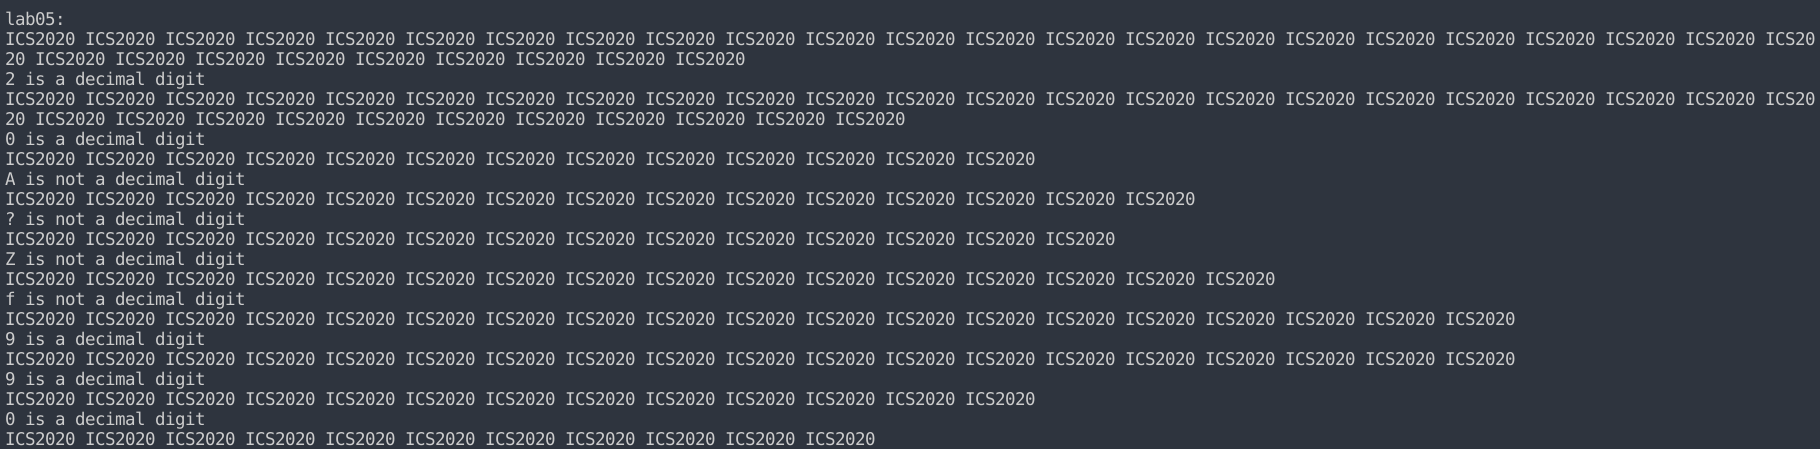 lab05:
ICS2020 ICS2020 ICS2020 ICS2020 ICS2020 ICS2020 ICS2020 ICS2020 ICS2020 ICS2020 ICS2020 ICS2020 ICS2020 ICS2020 ICS2020 ICS2020 ICS2020 ICS2020 ICS2020 ICS2020 ICS2020 ICS2020 ICS20
20 ICS2020 ICS2020 ICS2020 ICS2020 ICS2020 ICS2020 ICS2020 ICS2020 ICS2020
2 is a decimal digit
ICS2020 ICS2020 ICS2020 ICS2020 ICS2020 ICS2020 ICS2020 ICS2020 ICS2020 ICS2020 ICS2020 ICS2020 ICS2020 ICS2020 ICS2020 ICS2020 ICS2020 ICS2020 ICS2020 ICS2020 ICS2020 ICS2020 ICS20
20 ICS2020 ICS2020 ICS2020 ICS2020 ICS2020 ICS2020 ICS2020 ICS2020 ICS2020 ICS2020 ICS2020
0 is a decimal digit
ICS2020 ICS2020 ICS2020 ICS2020 ICS2020 ICS2020 ICS2020 ICS2020 ICS2020 ICS2020 ICS2020 ICS2020 ICS2020
A is not a decimal digit
ICS2020 ICS2020 ICS2020 ICS2020 ICS2020 ICS2020 ICS2020 ICS2020 ICS2020 ICS2020 ICS2020 ICS2020 ICS2020 ICS2020 ICS2020
? is not a decimal digit
ICS2020 ICS2020 ICS2020 ICS2020 ICS2020 ICS2020 ICS2020 ICS2020 ICS2020 ICS2020 ICS2020 ICS2020 ICS2020 ICS2020
Z is not a decimal digit
ICS2020 ICS2020 ICS2020 ICS2020 ICS2020 ICS2020 ICS2020 ICS2020 ICS2020 ICS2020 ICS2020 ICS2020 ICS2020 ICS2020 ICS2020 ICS2020
f is not a decimal digit
ICS2020 ICS2020 ICS2020 ICS2020 ICS2020 ICS2020 ICS2020 ICS2020 ICS2020 ICS2020 ICS2020 ICS2020 ICS2020 ICS2020 ICS2020 ICS2020 ICS2020 ICS2020 ICS2020
9 is a decimal digit
ICS2020 ICS2020 ICS2020 ICS2020 ICS2020 ICS2020 ICS2020 ICS2020 ICS2020 ICS2020 ICS2020 ICS2020 ICS2020 ICS2020 ICS2020 ICS2020 ICS2020 ICS2020 ICS2020
9 is a decimal digit
ICS2020 ICS2020 ICS2020 ICS2020 ICS2020 ICS2020 ICS2020 ICS2020 ICS2020 ICS2020 ICS2020 ICS2020 ICS2020
0 is a decimal digit
ICS2020 ICS2020 ICS2020 ICS2020 ICS2020 ICS2020 ICS2020 ICS2020 ICS2020 ICS2020 ICS2020